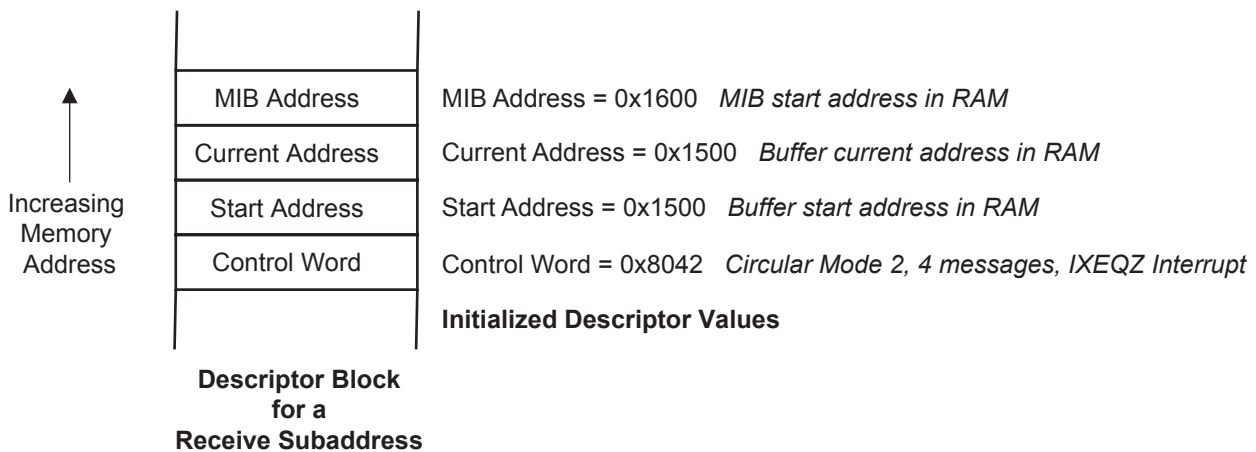 MIB Address
MIB Address = 0x1600 MIB start address in RAM
Current Address
Current Address = 0x1500 Buffer current address in RAM
Increasing
Memory
Address
Start Address
Start Address = 0x1500 Buffer start address in RAM
Control Word
Control Word = 0x8042 Circular Mode 2, 4 messages, IXEQZ Interrupt
Initialized Descriptor Values
Descriptor Block
for a
Receive Subaddress